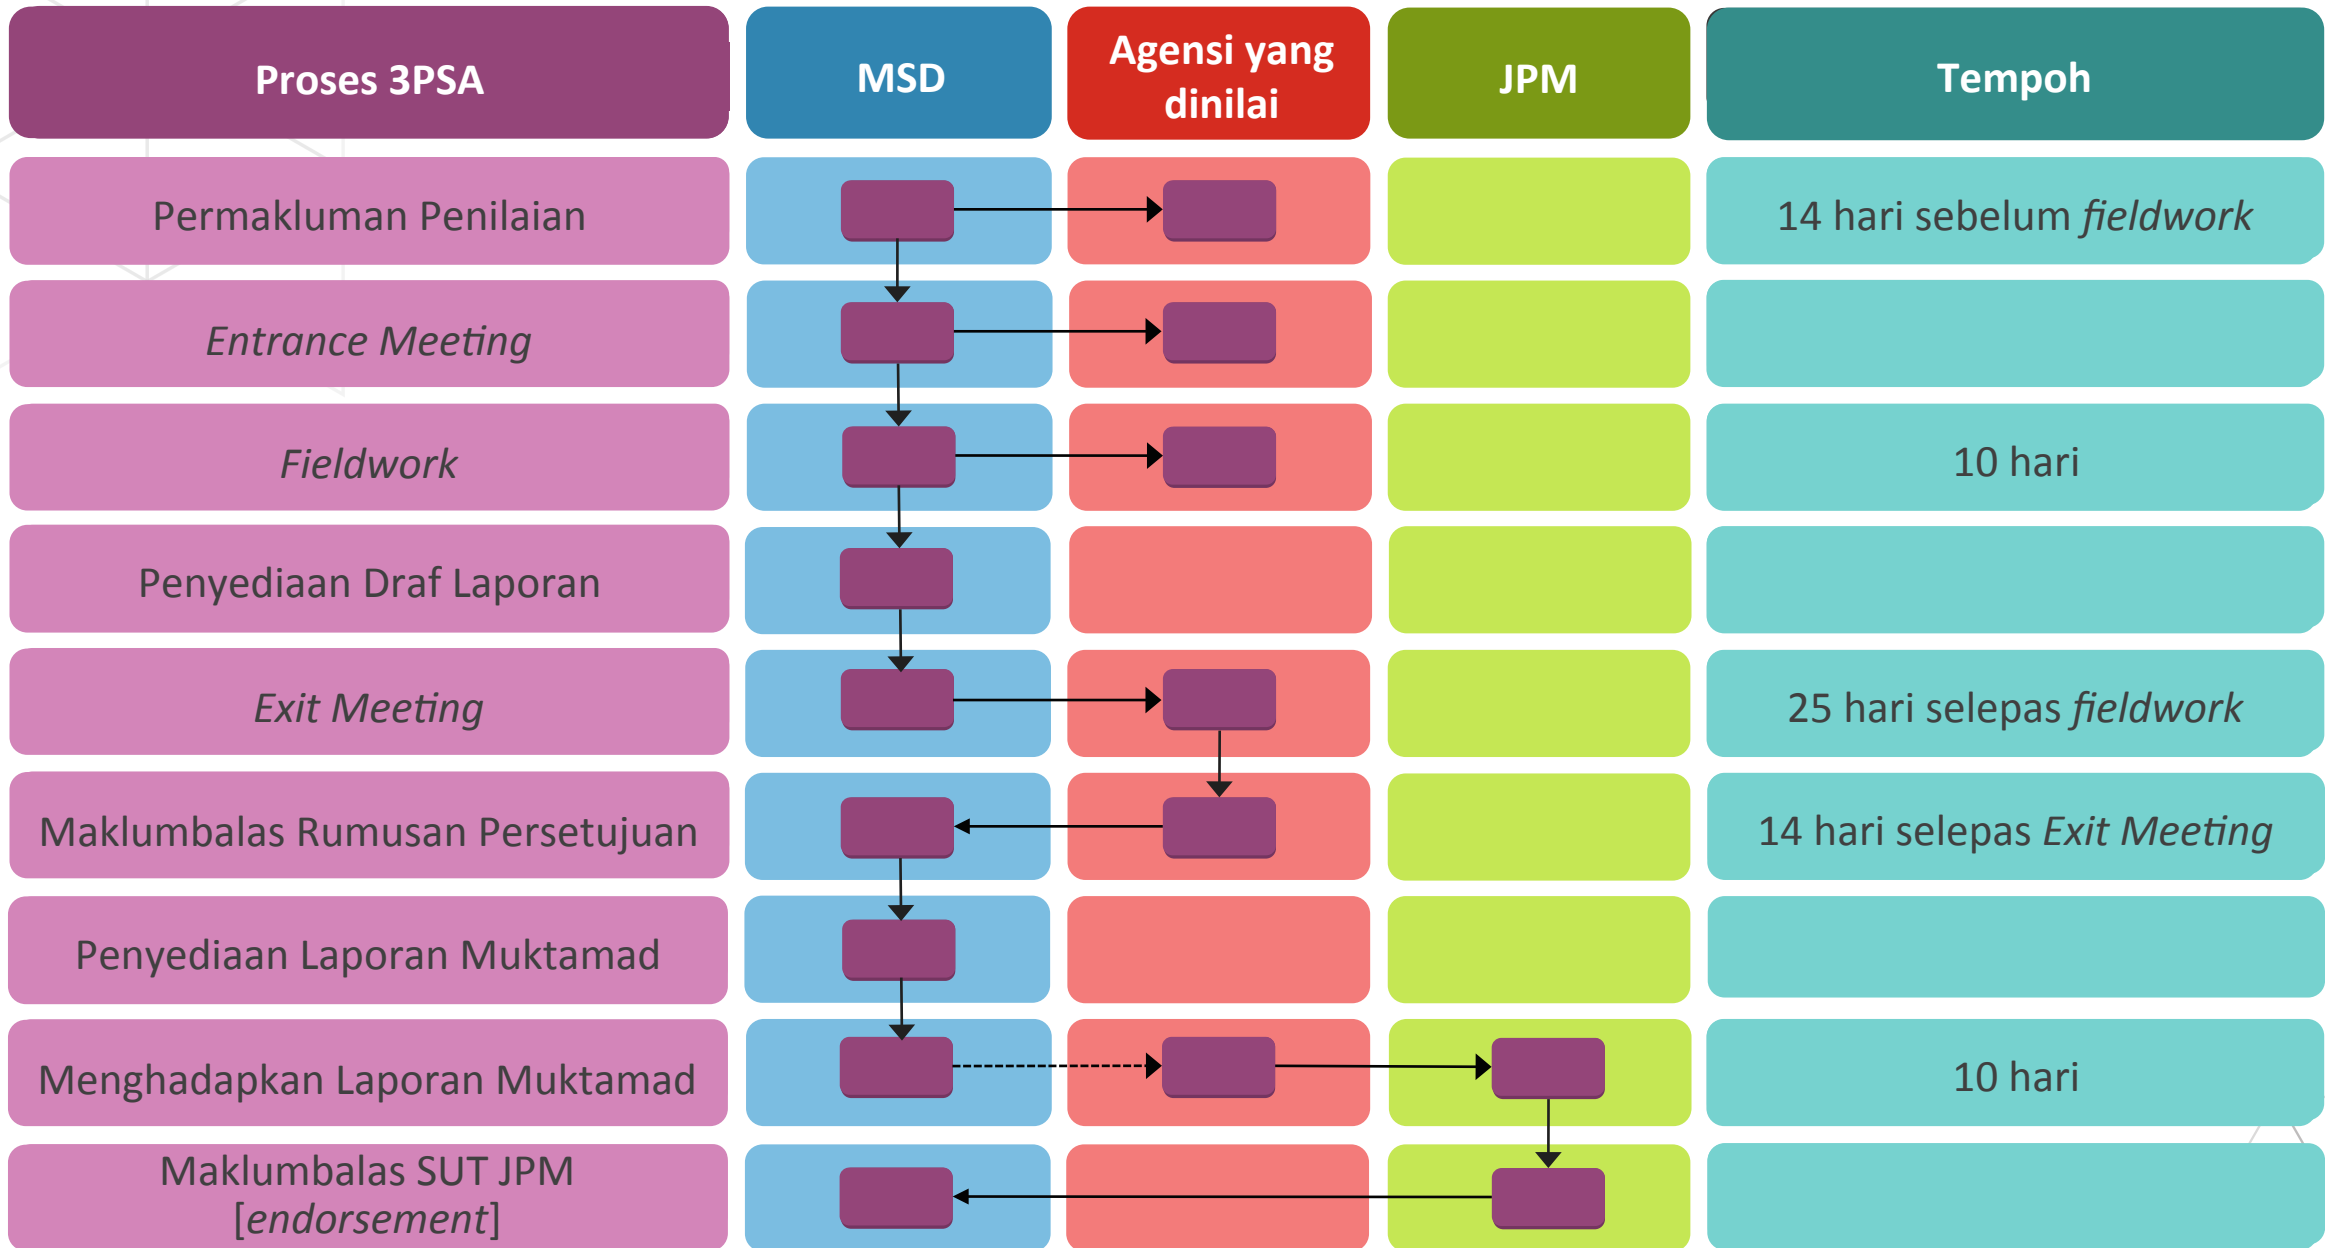 Proses 3PSA
MSD
Agensi yang
dinilai
JPM
Tempoh
Permakluman Penilaian
14 hari sebelum fieldwork
Entrance Meeting
Fieldwork
10 hari
Penyediaan Draf Laporan
Exit Meeting
25 hari selepas fieldwork
Maklumbalas Rumusan Persetujuan
14 hari selepas Exit Meeting
Penyediaan Laporan Muktamad
Menghadapkan Laporan Muktamad
10 hari
Maklumbalas SUT JPM
[endorsement]